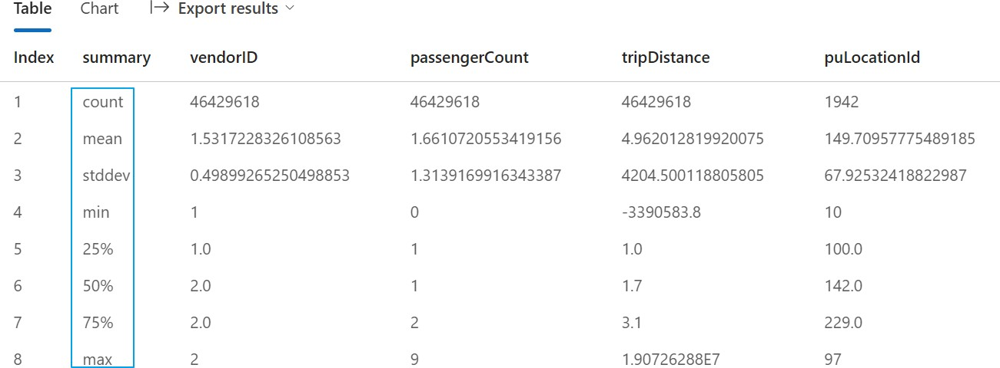 Table Chart Export results
Index summary vendorID passengerCount tripDistance puLocationId
1 count 46429618 46429618 46429618 1942
2 mean 1.5317228326108563 1.6610720553419156 4.962012819920075 149.70957775489185
3 stddev 0.49899265250498853 1.3139169916343387 4204.500118805805 67.92532418822987
4 min 1 0 -3390583.8 10
5 25% 1.0 1 1.0 100.0
6 50% 2.0 1 1.7 142.0
7 75% 2.0 2 3.1 229.0
8 max 2 9 1.90726288E7 97